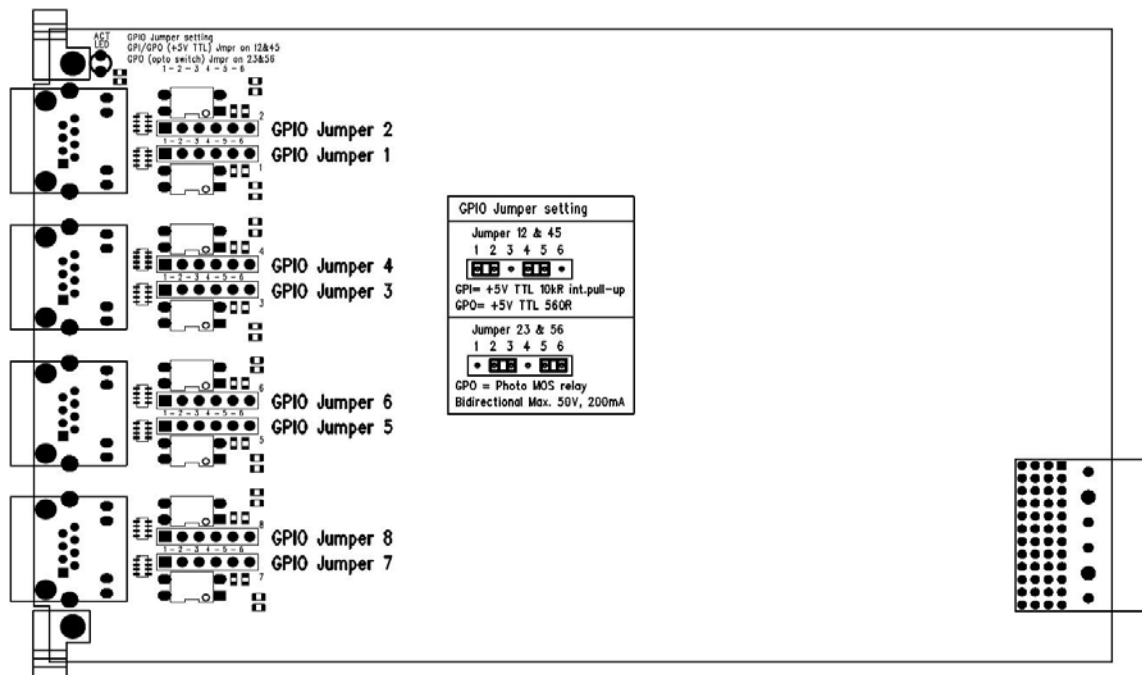 ACT
LED
GPIO Jumper setting
GPI/GPO (+5V TTL) Jmpr on 12&45
GPO (opto switch) Jmpr on 23&56
1-2-3 4-5-6
2
GPIO Jumper 2
1-2-3 4-5-6
GPIO Jumper 1
1
4
GPIO Jumper 4
1-2-3 4-5-6
GPIO Jumper 3
3
6
GPIO Jumper 6
1-2-3 4-5-6
GPIO Jumper 5
5
8
GPIO Jumper 8
1-2-3 4-5-6
GPIO Jumper 7
7
GPIO Jumper setting
Jumper 12 & 45
1 2 3 4 5 6
GPI= +5V TTL 10kR int.pull-up
GPO= +5V TTL 560R
Jumper 23 & 56
1 2 3 4 5 6
GPO = Photo MOS relay
Bidirectional Max. 50V, 200mA